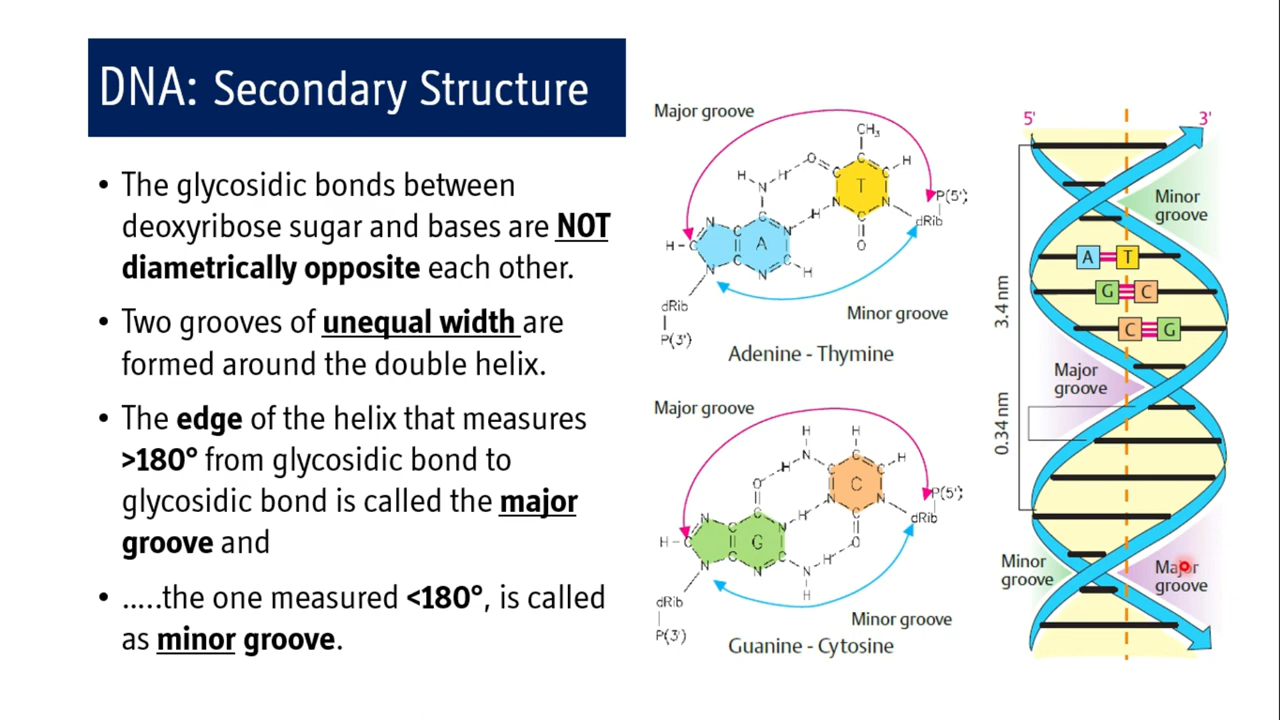 DNA: Secondary Structure
• The glycosidic bonds between
deoxyribose sugar and bases are NOT
diametrically opposite each other.
• Two grooves of unequal width are
formed around the double helix.
• The edge of the helix that measures
>180° from glycosidic bond to
glycosidic bond is called the major
groove and
• .....the one measured <180°, is called
as minor groove.
Major groove
CH₃
O
C
H
H
H
N
C
C
T
C
H
N
N
P(5')
dRib
C
O
H
N
C
C
N
H-C
A
C
N
N
C
H
dRib
P(3')
Minor groove
Adenine - Thymine
Major groove
H
H
H
N
C
C
H
O
C
C
C
H
N
N
P(5')
dRib
C
O
H
N
C
C
N
H-C
G
C
N
N
C
N
H
H
dRib
P(3')
Minor groove
Guanine - Cytosine
5'
3'
Minor
groove
A
T
G
C
C
G
3.4 nm
Major
groove
0.34 nm
Minor
groove
Major
groove